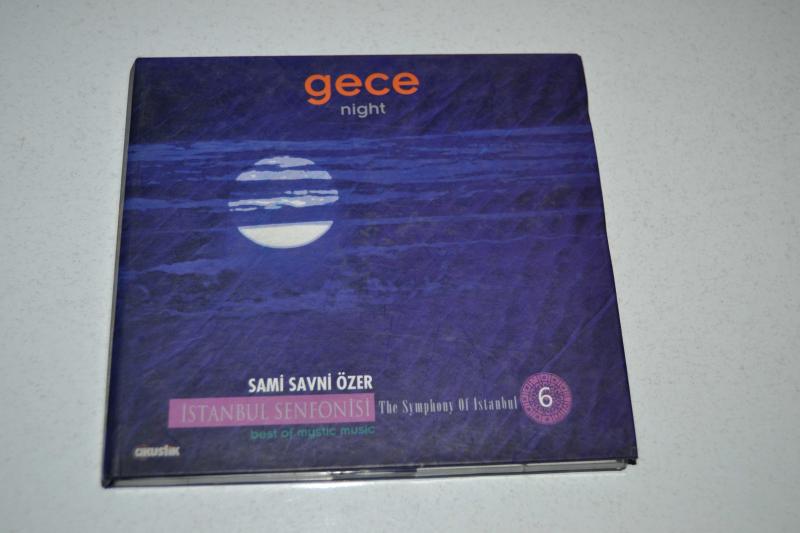 gece
night
SAMİ SAVNİ ÖZER
İSTANBUL SENFONİSİ The Symphony Of Istanbul 6
best of mystic music
akustik